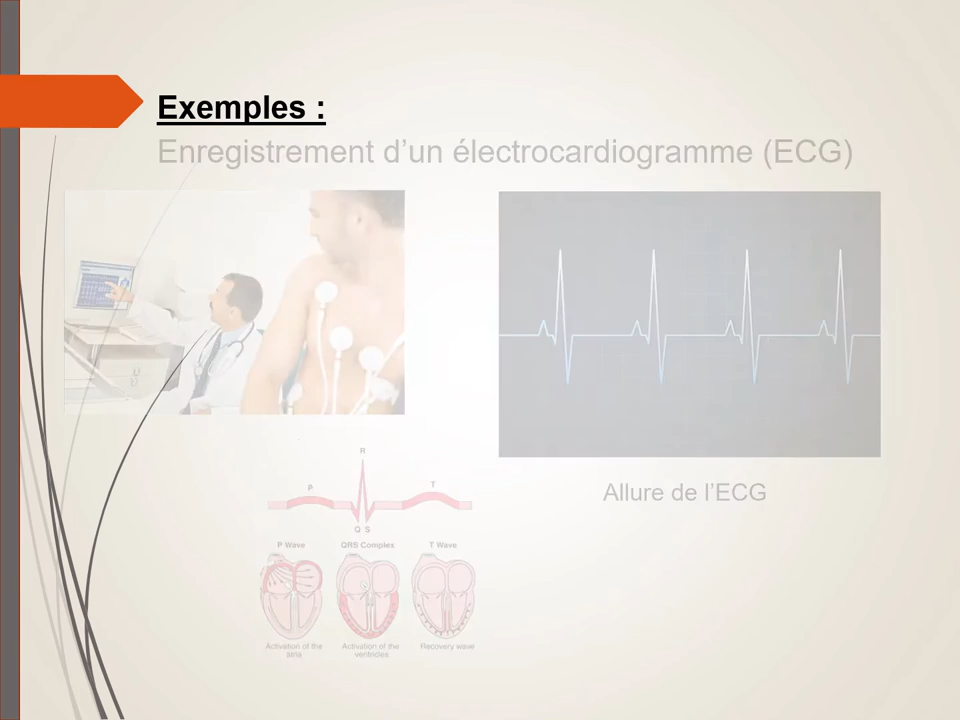 Exemples :
Enregistrement d’un électrocardiogramme (ECG)
R
P
T
Q S
P Wave QRS Complex T Wave
Activation of the atria
Activation of the ventricles
Recovery wave
Allure de l’ECG